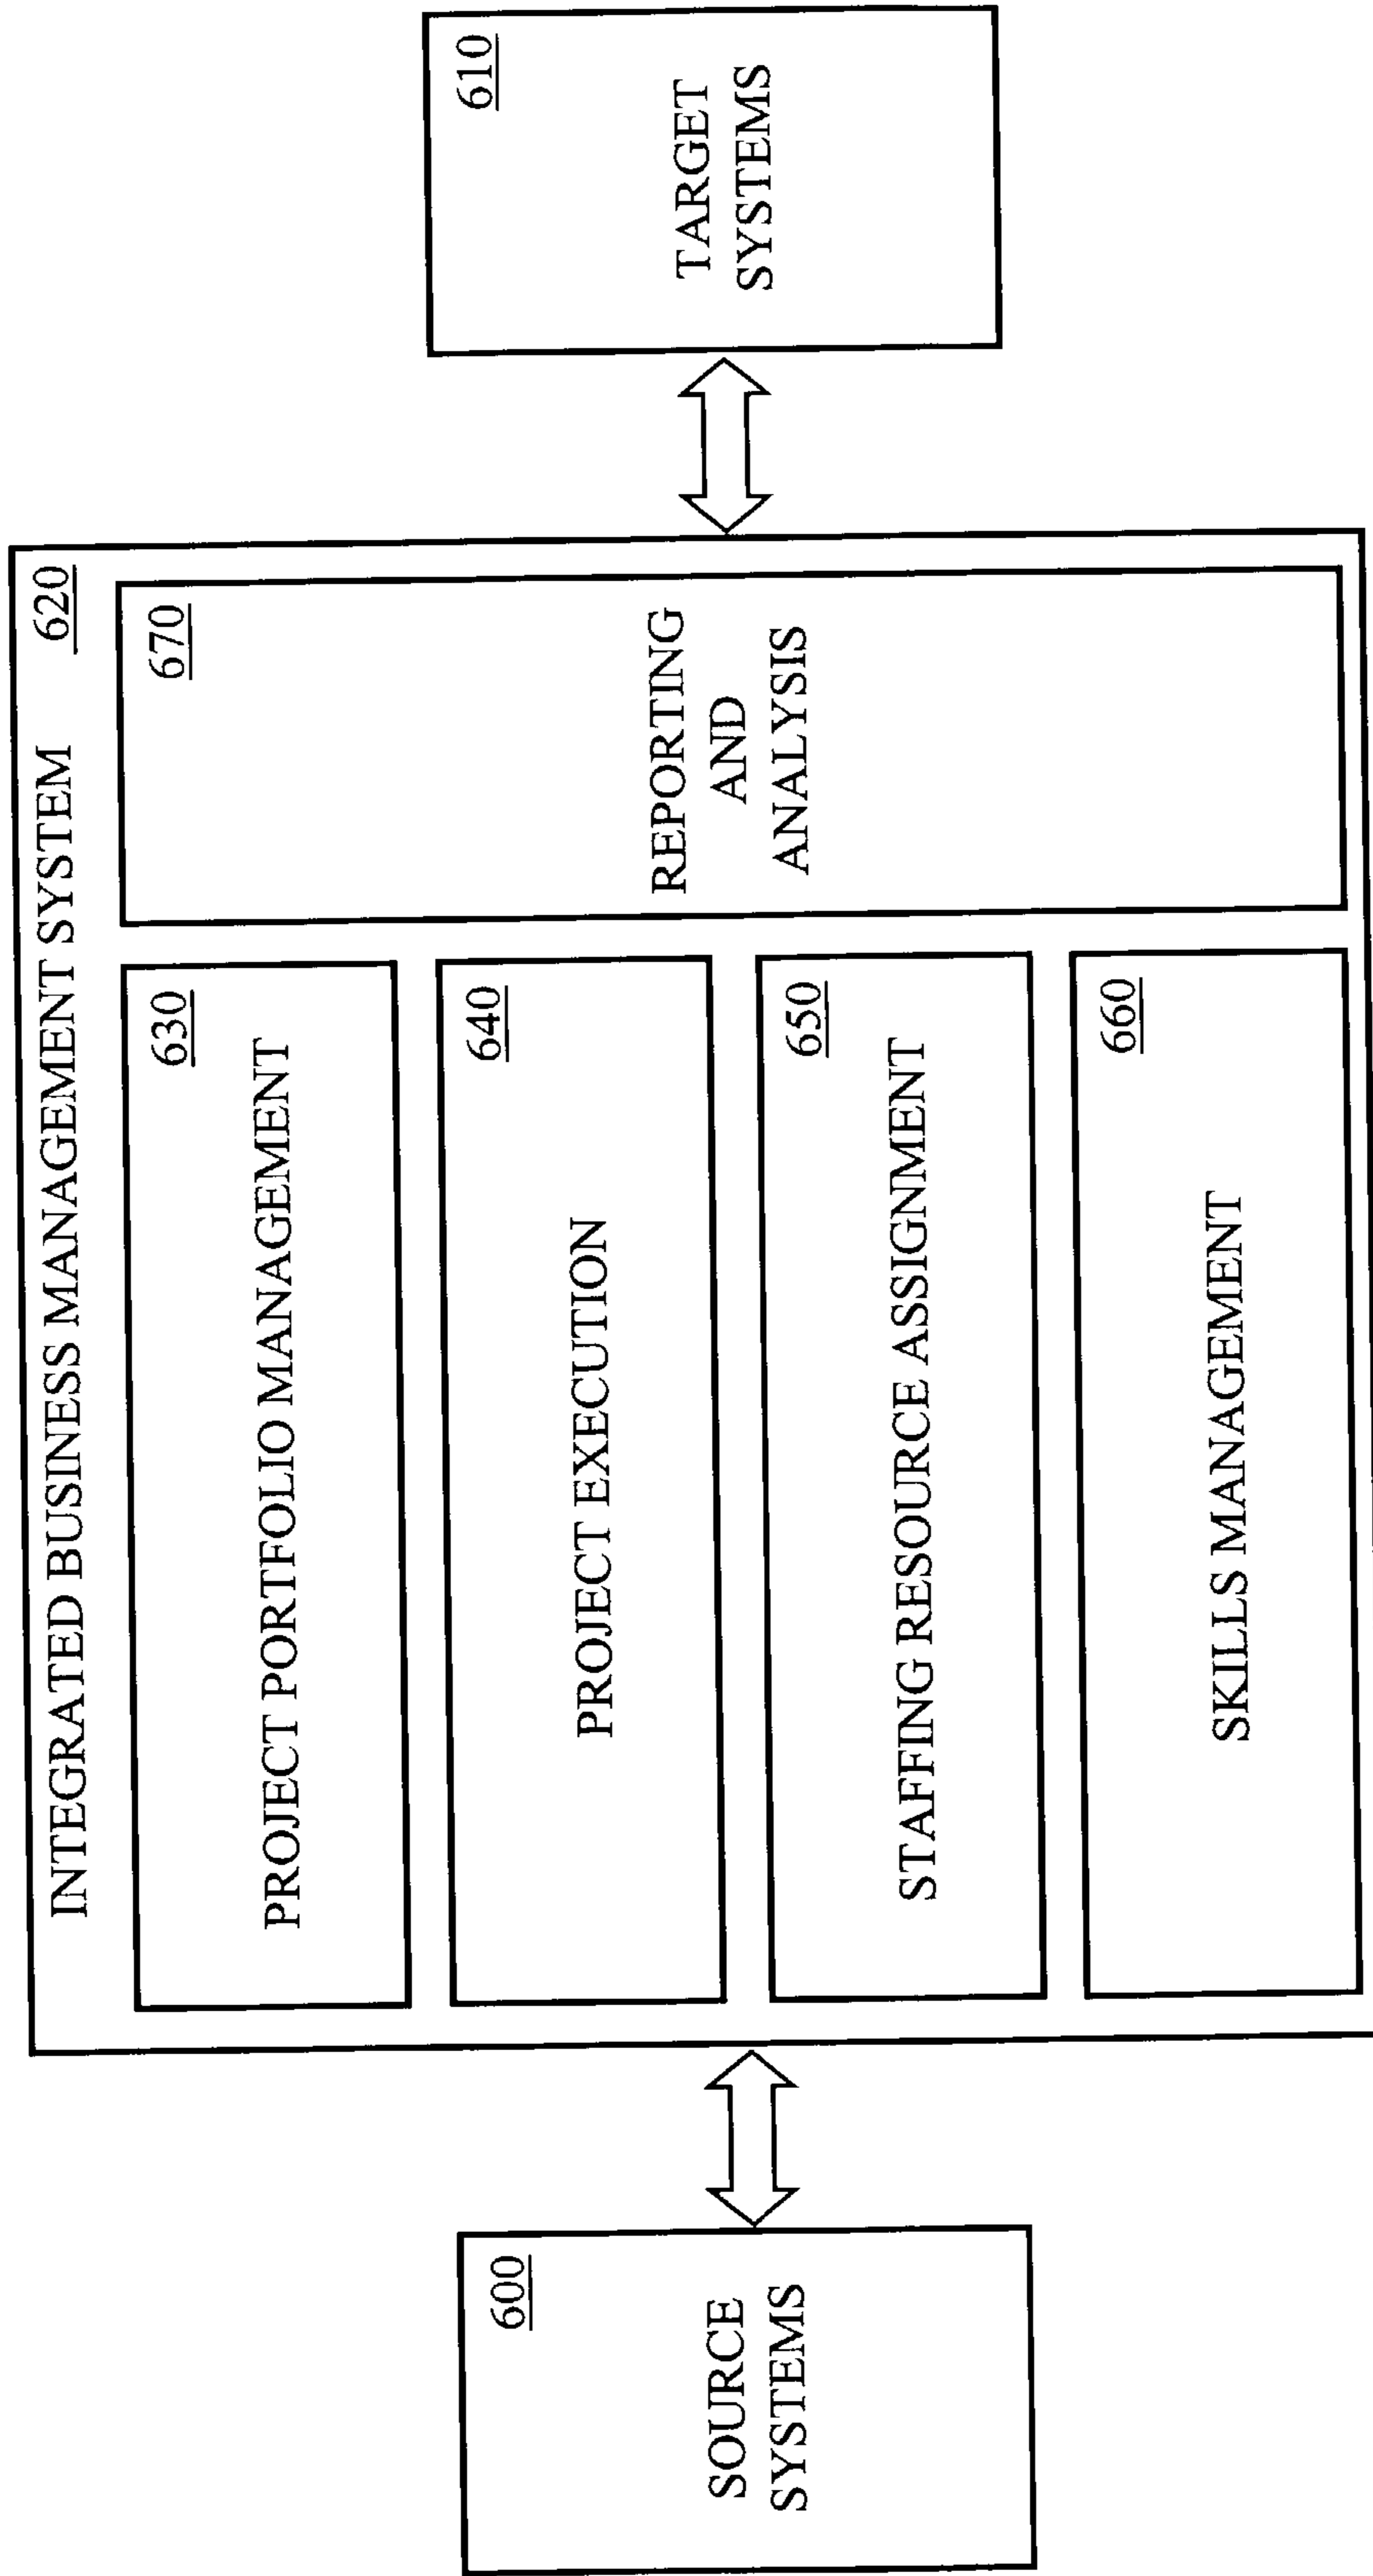 INTEGRATED BUSINESS MANAGEMENT SYSTEM 620
600
SOURCE
SYSTEMS
630
PROJECT PORTFOLIO MANAGEMENT
640
PROJECT EXECUTION
650
STAFFING RESOURCE ASSIGNMENT
660
SKILLS MANAGEMENT
670
REPORTING
AND
ANALYSIS
610
TARGET
SYSTEMS